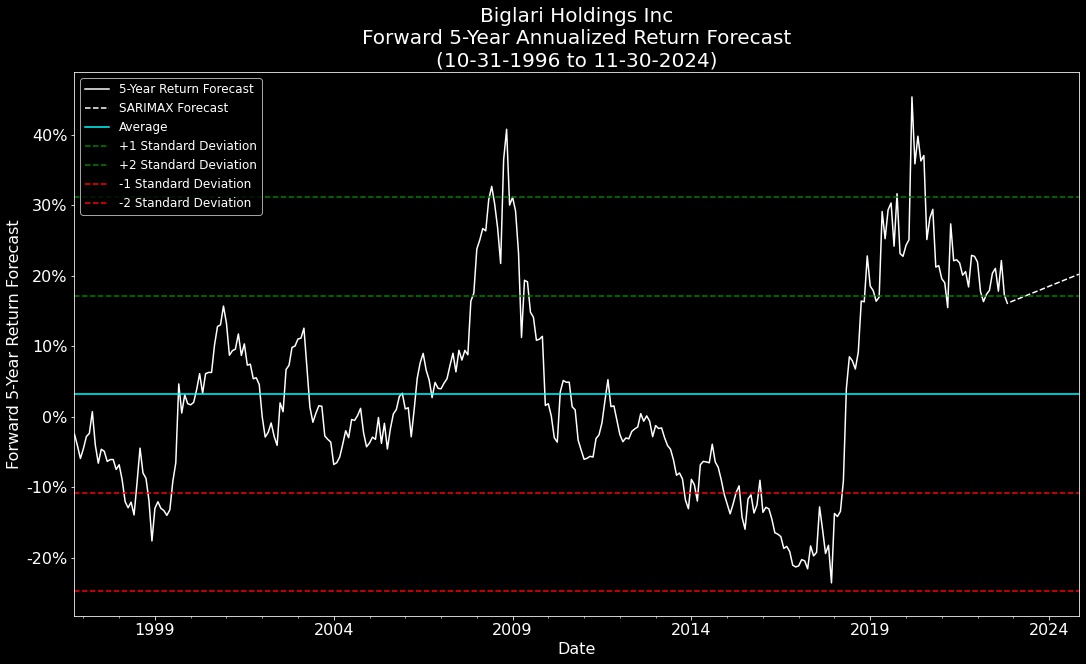 Biglari Holdings Inc
Forward 5-Year Annualized Return Forecast
(10-31-1996 to 11-30-2024)
5-Year Return Forecast
SARIMAX Forecast
Average
+1 Standard Deviation
+2 Standard Deviation
-1 Standard Deviation
-2 Standard Deviation
Forward 5-Year Return Forecast
40%
30%
20%
10%
0%
-10%
-20%
1999
2004
2009
2014
2019
2024
Date